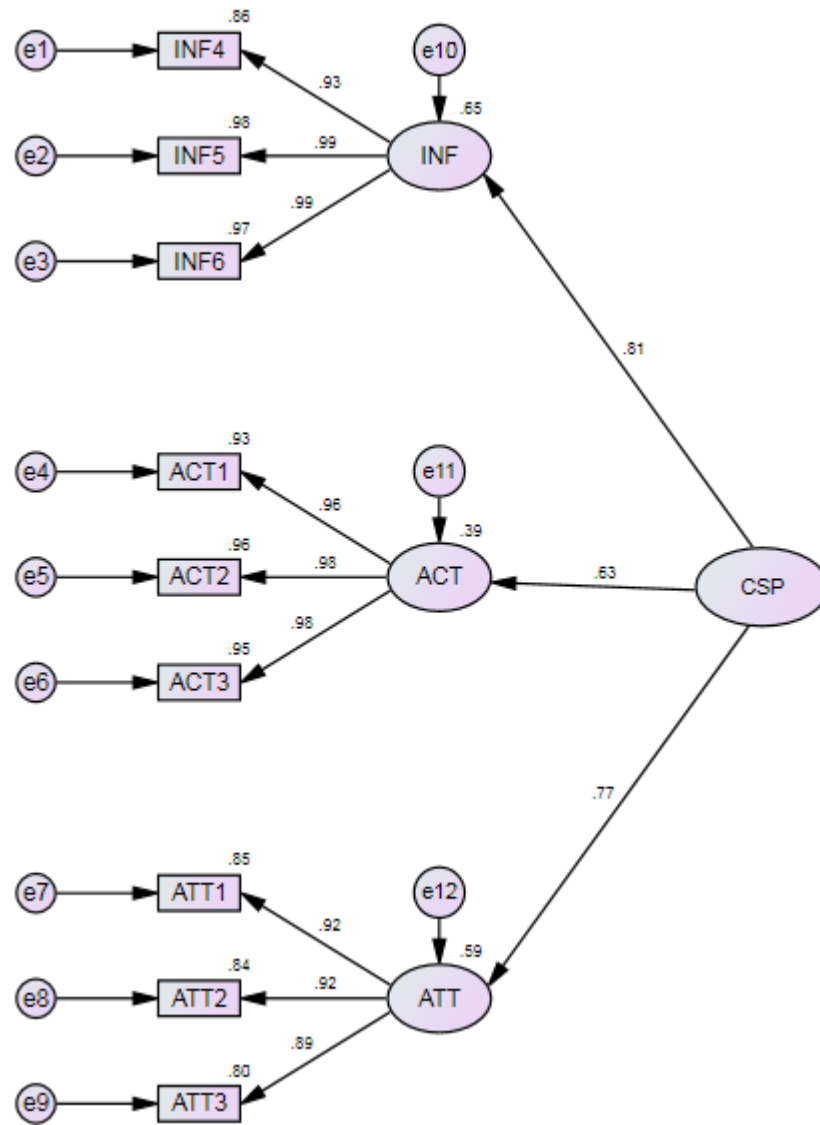 .86
e1 INF4 e10
.93 .65
.98
e2 INF5 .99 INF
.99
.97
e3 INF6
.81
.93
e4 ACT1 e11
.96 .39
.96
e5 ACT2 .98 ACT .63 CSP
.98
.95
e6 ACT3
.77
.85
e7 ATT1 e12
.92 .59
.84
e8 ATT2 .92 ATT
.89
.80
e9 ATT3